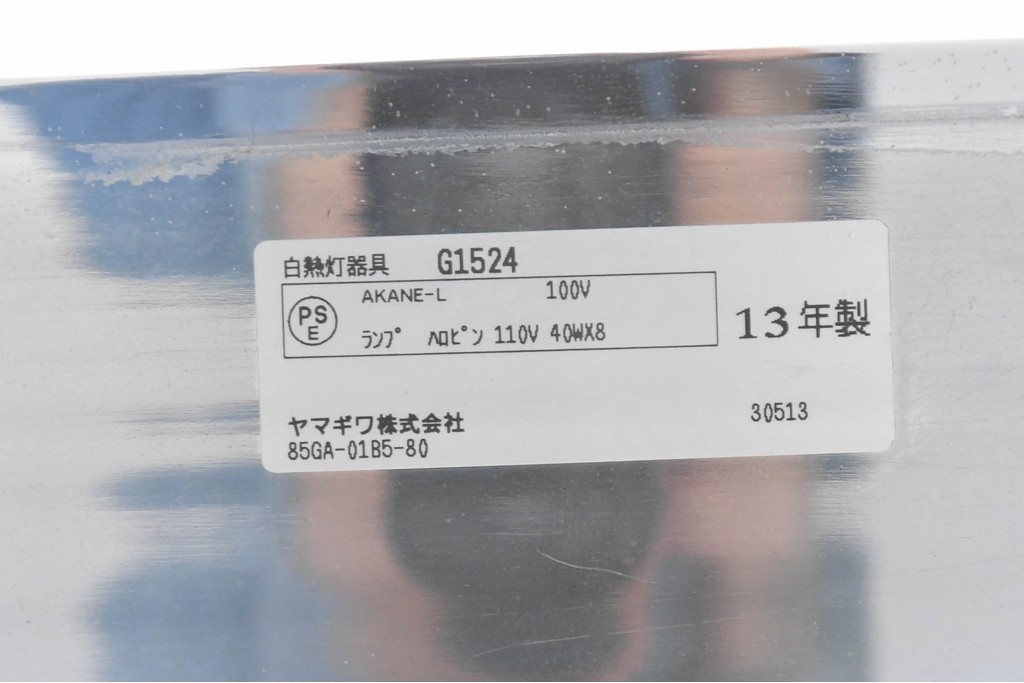 白熱灯器具 G1524
PS
E
AKANE-L 100V
ﾗﾝﾌﾟ ﾊﾛﾋﾟﾝ 110V 40WX8
13年製
ヤマギワ株式会社
30513
85GA-01B5-80